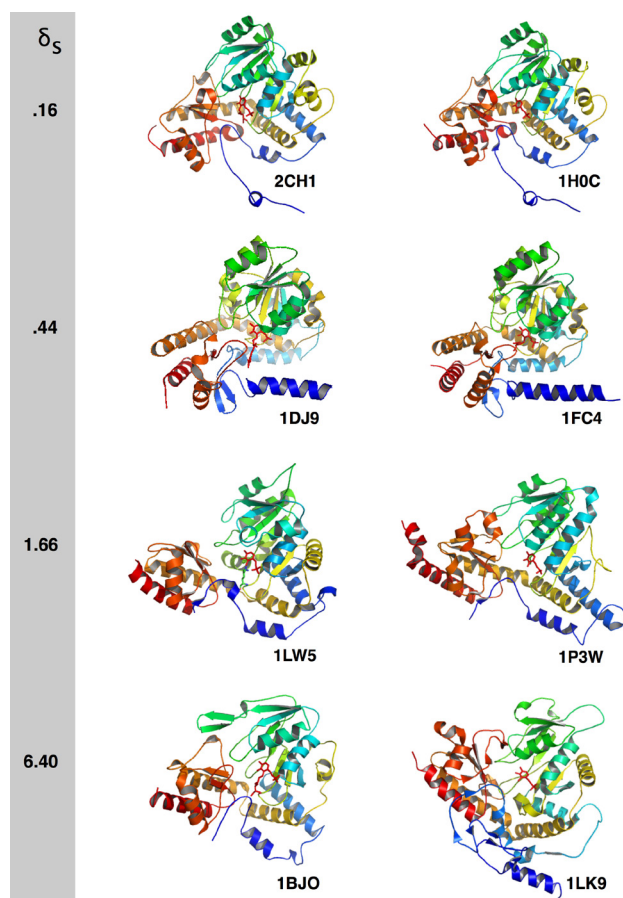 δS
.16
2CH1
1H0C
.44
1DJ9
1FC4
1.66
1LW5
1P3W
6.40
1BJO
1LK9